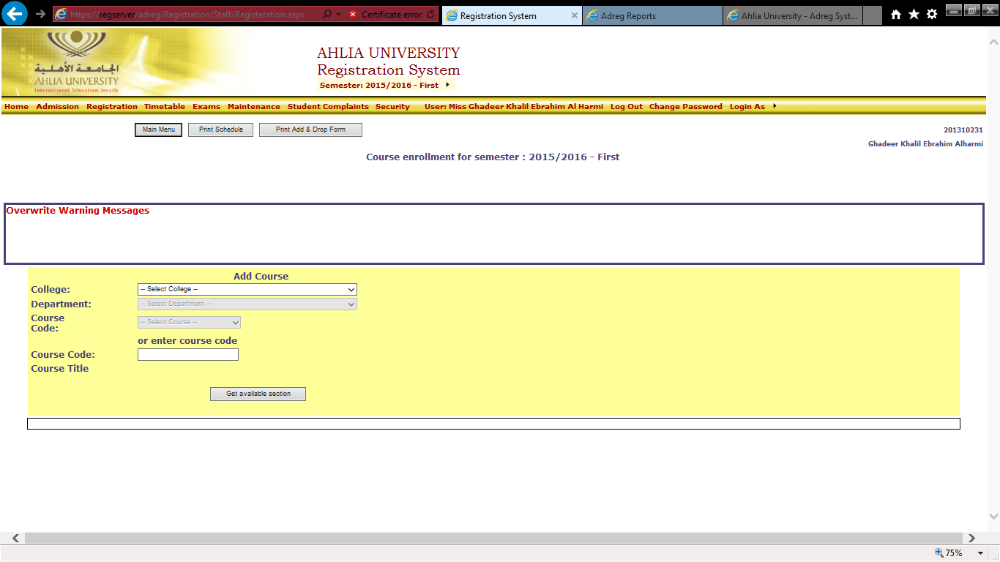 https://regserver/adreg/Registration/Staff/Registeration.aspx Certificate error Registration System Adreg Reports Ahlia University - Adreg Syst...
الجامعة الأهلية
AHLIA UNIVERSITY
International Education, locally
AHLIA UNIVERSITY
Registration System
Semester: 2015/2016 - First
Home Admission Registration Timetable Exams Maintenance Student Complaints Security User: Miss Ghadeer Khalil Ebrahim Al Harmi Log Out Change Password Login As
Main Menu Print Schedule Print Add & Drop Form 201310231
Ghadeer Khalil Ebrahim Alharmi
Course enrollment for semester : 2015/2016 - First
Overwrite Warning Messages
Add Course
College: -- Select College --
Department: -- Select Department --
Course
Code: -- Select Course --
or enter course code
Course Code:
Course Title
Get available section
75%